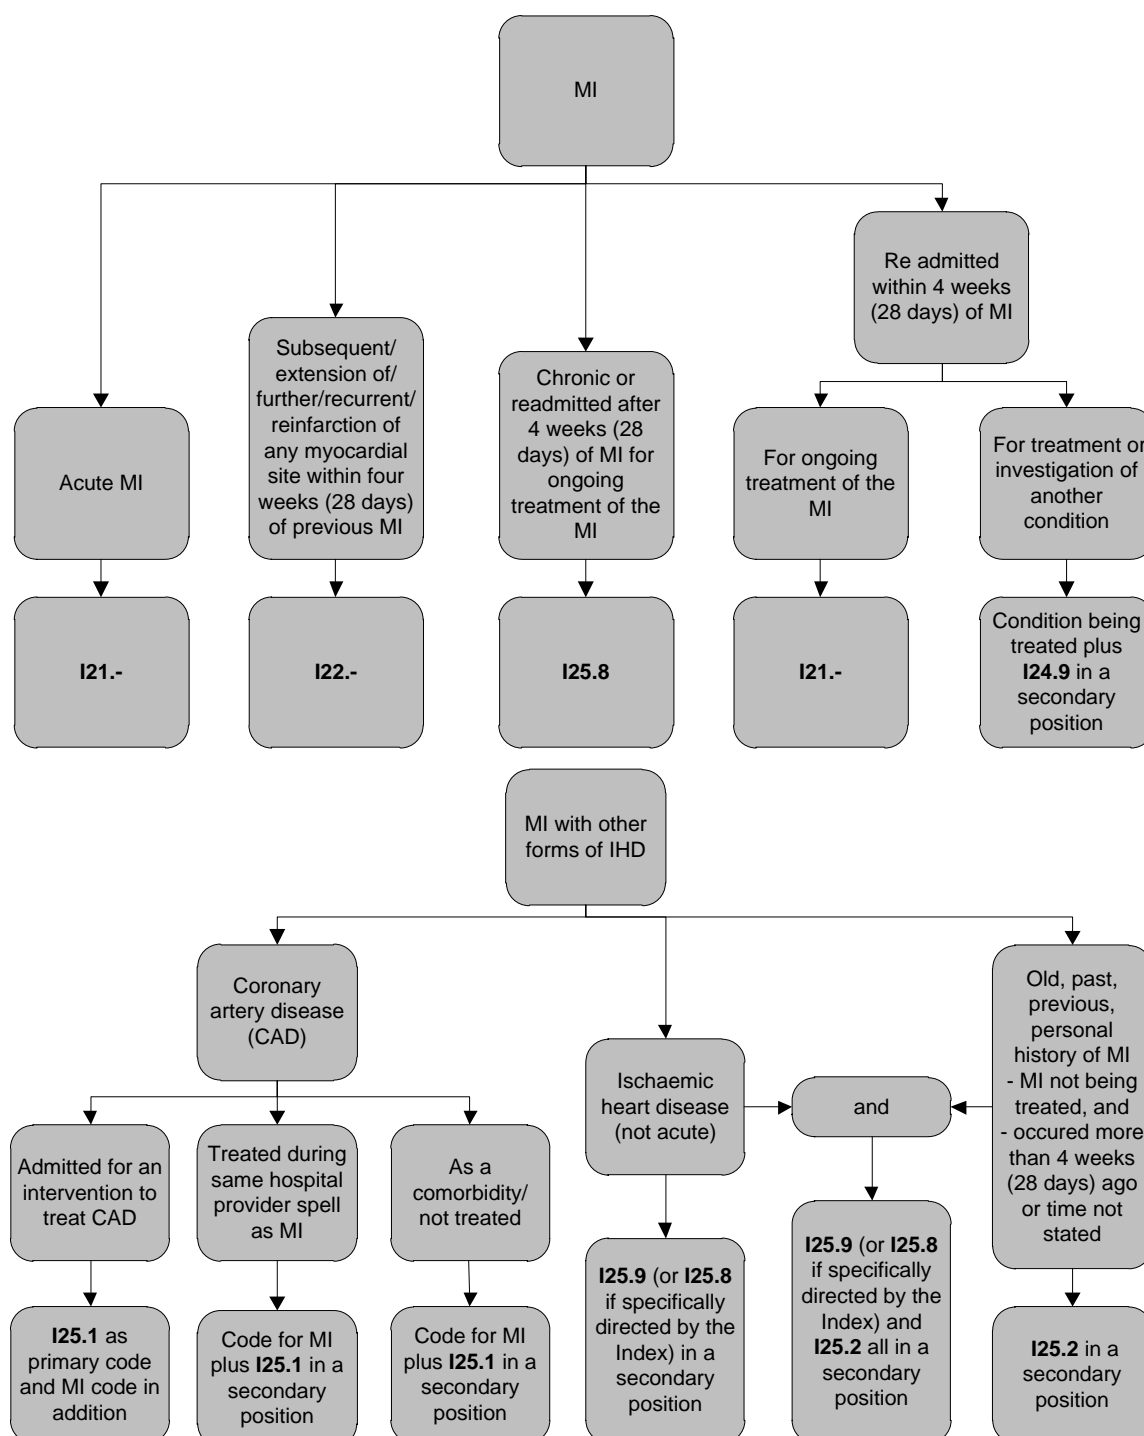 MI
Re admitted
within 4 weeks
(28 days) of MI
Subsequent/
extension of/
further/recurrent/
reinfarction of
any myocardial
site within four
weeks (28 days)
of previous MI
Chronic or
readmitted after
4 weeks (28
days) of MI for
ongoing
treatment of the
MI
Acute MI
For ongoing
treatment of the
MI
For treatment or
investigation of
another
condition
I21.-
I22.-
I25.8
I21.-
Condition being
treated plus
I24.9 in a
secondary
position
MI with other
forms of IHD
Coronary
artery disease
(CAD)
Ischaemic
heart disease
(not acute)
and
Old, past,
previous,
personal
history of MI
- MI not being
treated, and
- occured more
than 4 weeks
(28 days) ago
or time not
stated
Admitted for an
intervention to
treat CAD
Treated during
same hospital
provider spell
as MI
As a
comorbidity/
not treated
I25.1 as
primary code
and MI code in
addition
Code for MI
plus I25.1 in a
secondary
position
Code for MI
plus I25.1 in a
secondary
position
I25.9 (or I25.8
if specifically
directed by the
Index) in a
secondary
position
I25.9 (or I25.8
if specifically
directed by the
Index) and
I25.2 all in a
secondary
position
I25.2 in a
secondary
position